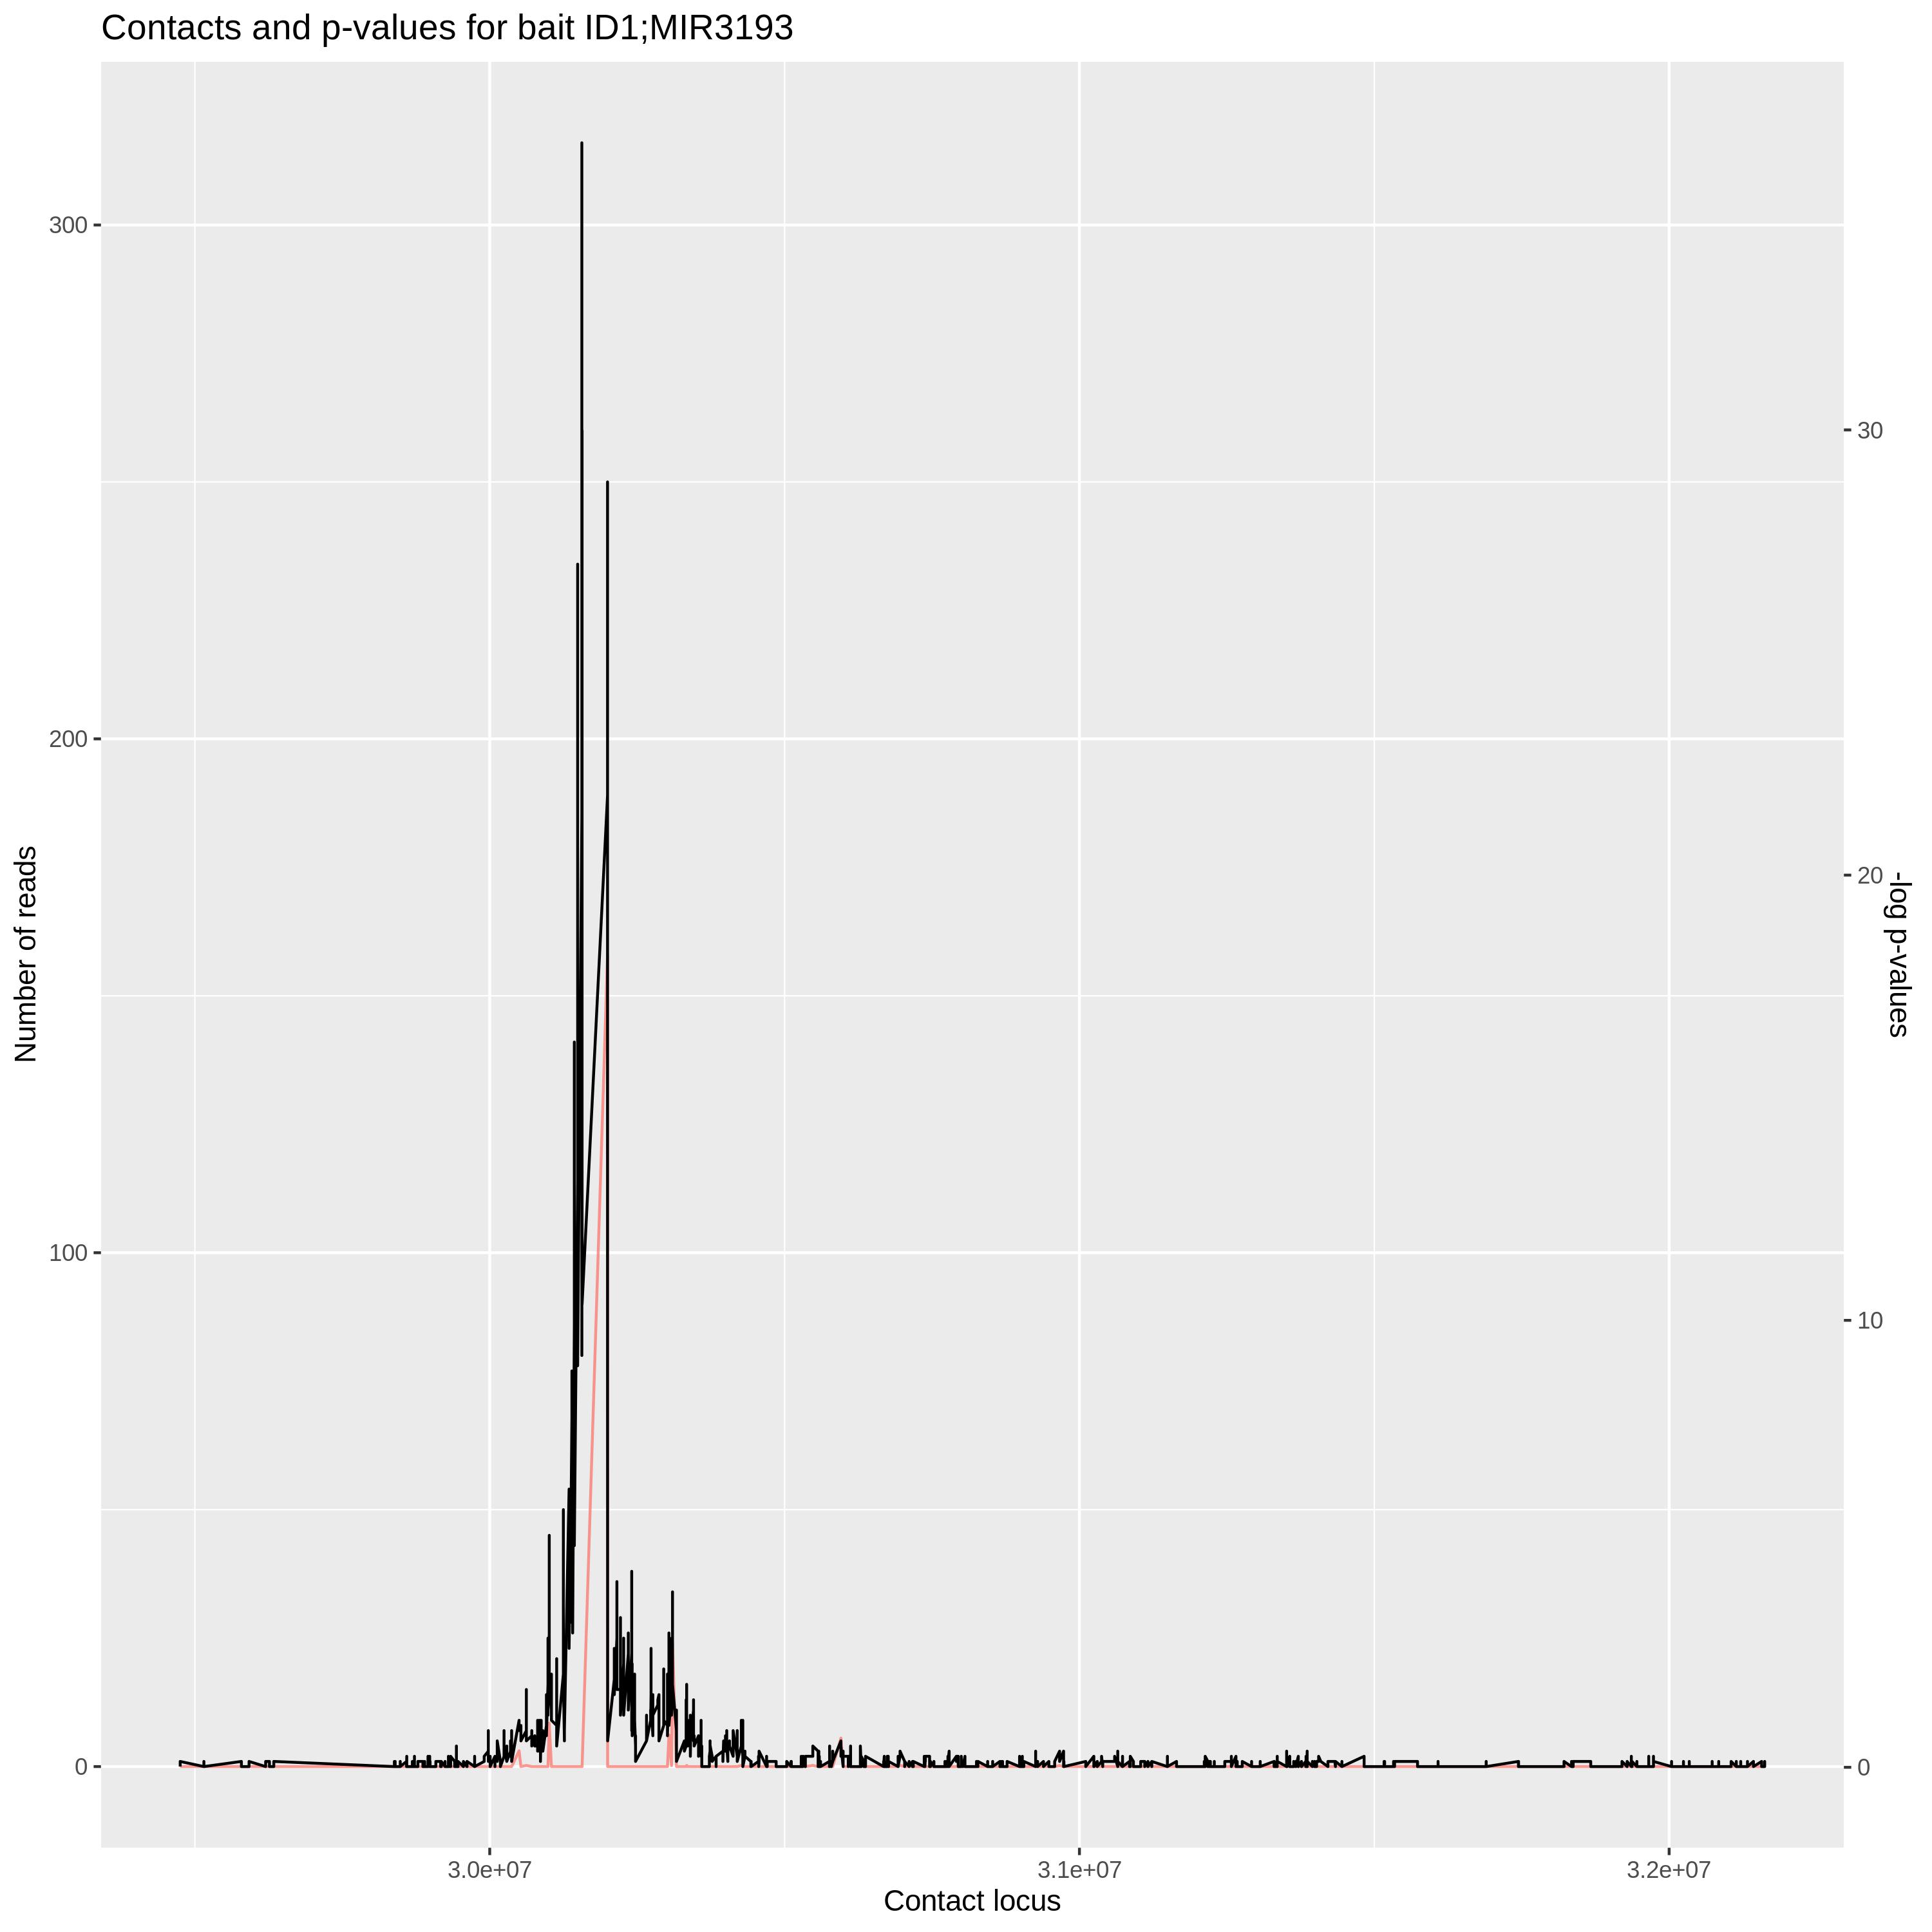 Contacts and p-values for bait ID1;MIR3193
300
200
100
0
Number of reads
30
20
10
0
-log p-values
3.0e+07
3.1e+07
3.2e+07
Contact locus